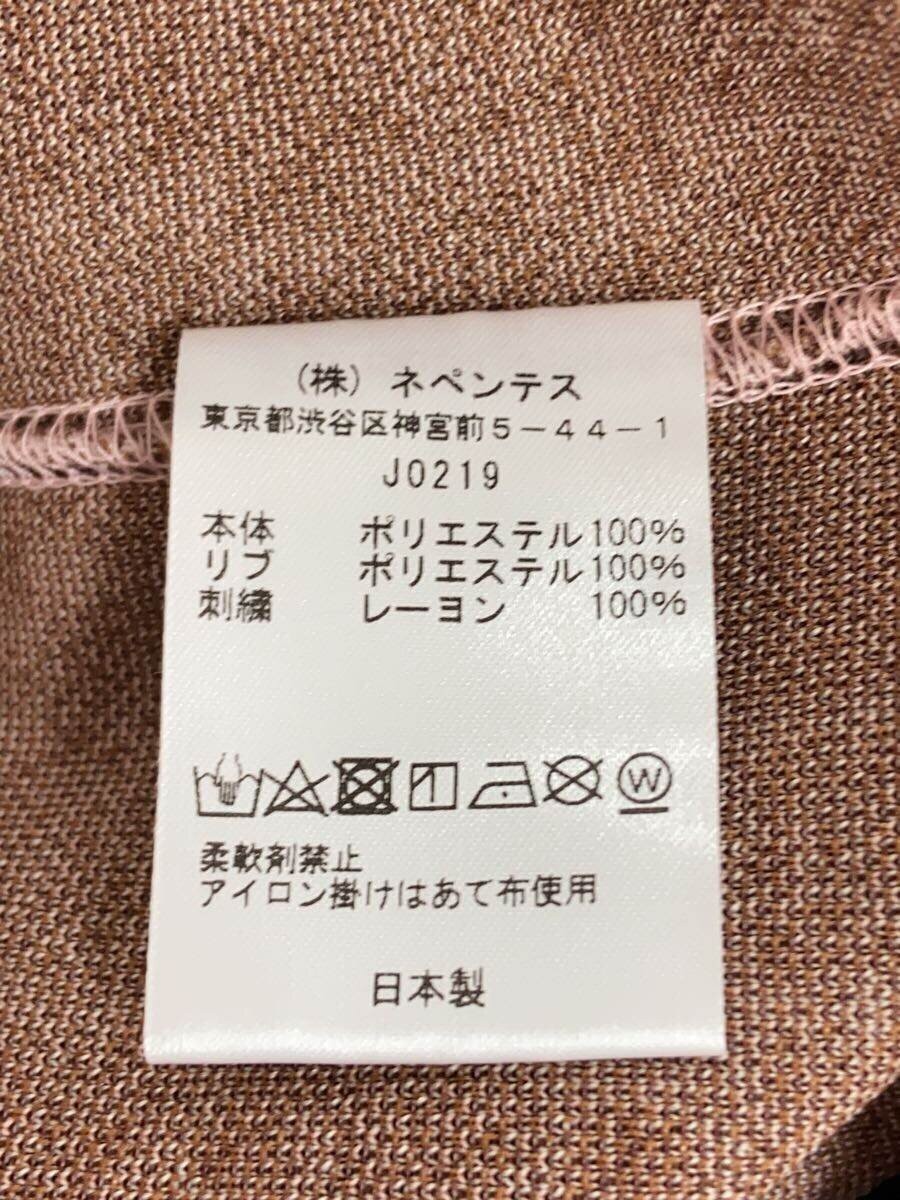 (株) ネペンテス
東京都渋谷区神宮前5-44-1
J0219
本体 ポリエステル100%
リブ ポリエステル100%
刺繍 レーヨン 100%
W
柔軟剤禁止
アイロン掛けはあて布使用
日本製